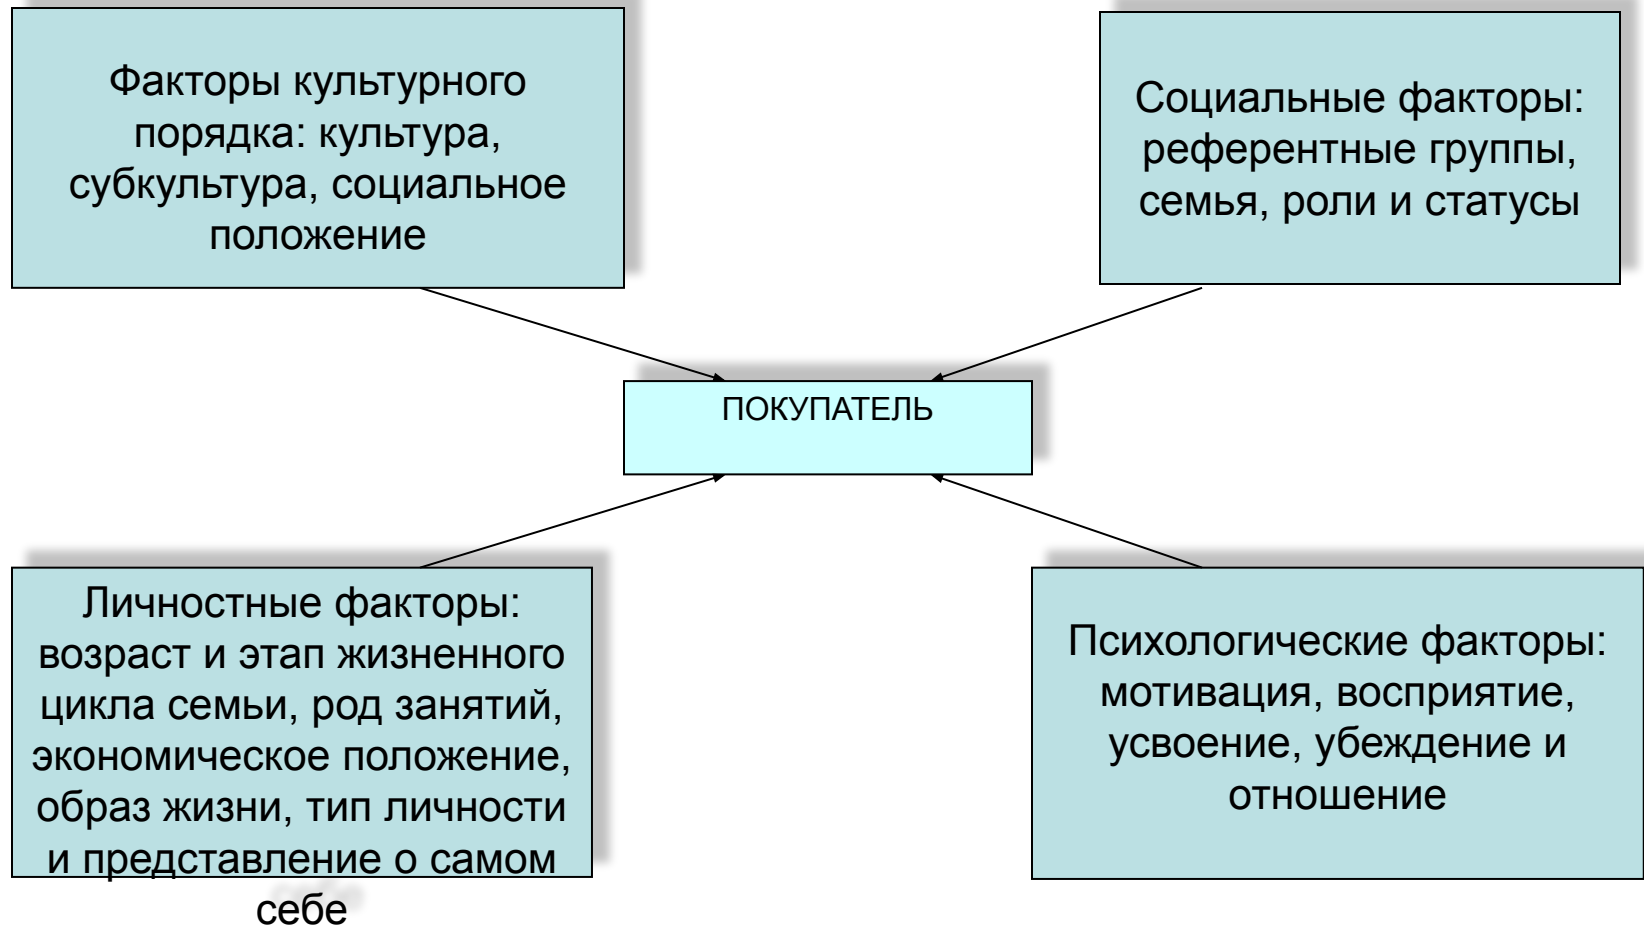 Факторы культурного
порядка: культура,
субкультура, социальное
положение
Социальные факторы:
референтные группы,
семья, роли и статусы
ПОКУПАТЕЛЬ
Личностные факторы:
возраст и этап жизненного
цикла семьи, род занятий,
экономическое положение,
образ жизни, тип личности
и представление о самом
себе
Психологические факторы:
мотивация, восприятие,
усвоение, убеждение и
отношение